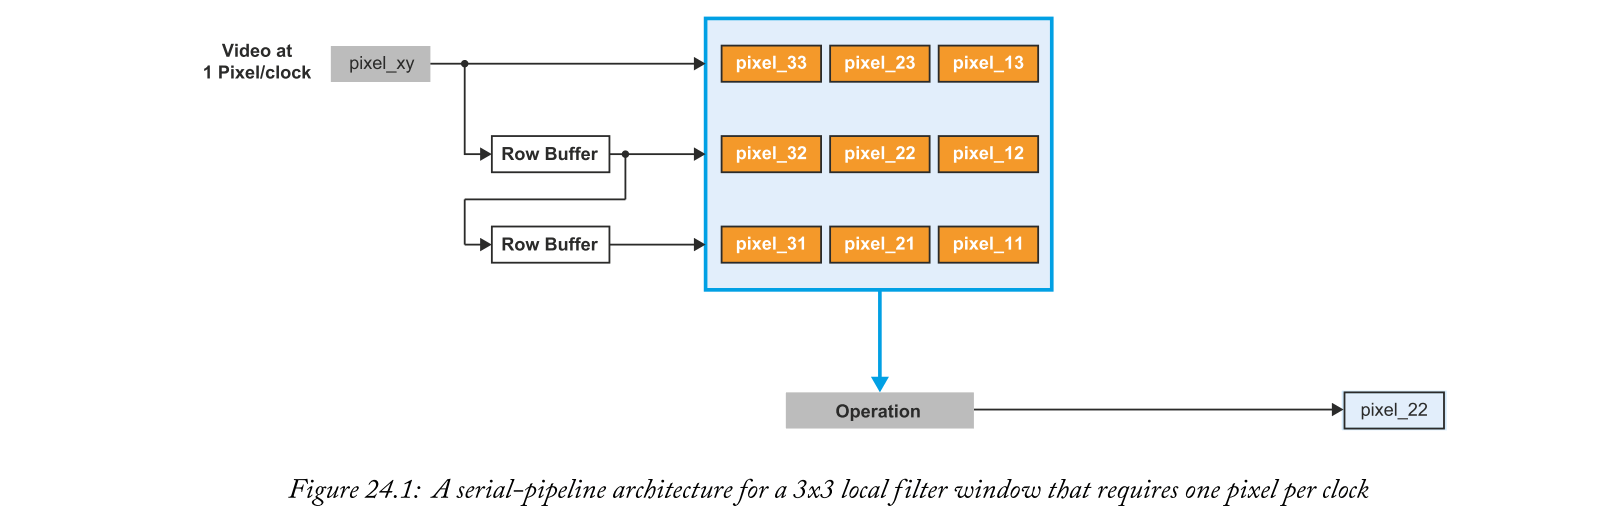 Video at
1 Pixel/clock
pixel_xy
pixel_33 pixel_23 pixel_13
Row Buffer
pixel_32 pixel_22 pixel_12
Row Buffer
pixel_31 pixel_21 pixel_11
Operation
pixel_22
Figure 24.1: A serial-pipeline architecture for a 3x3 local filter window that requires one pixel per clock